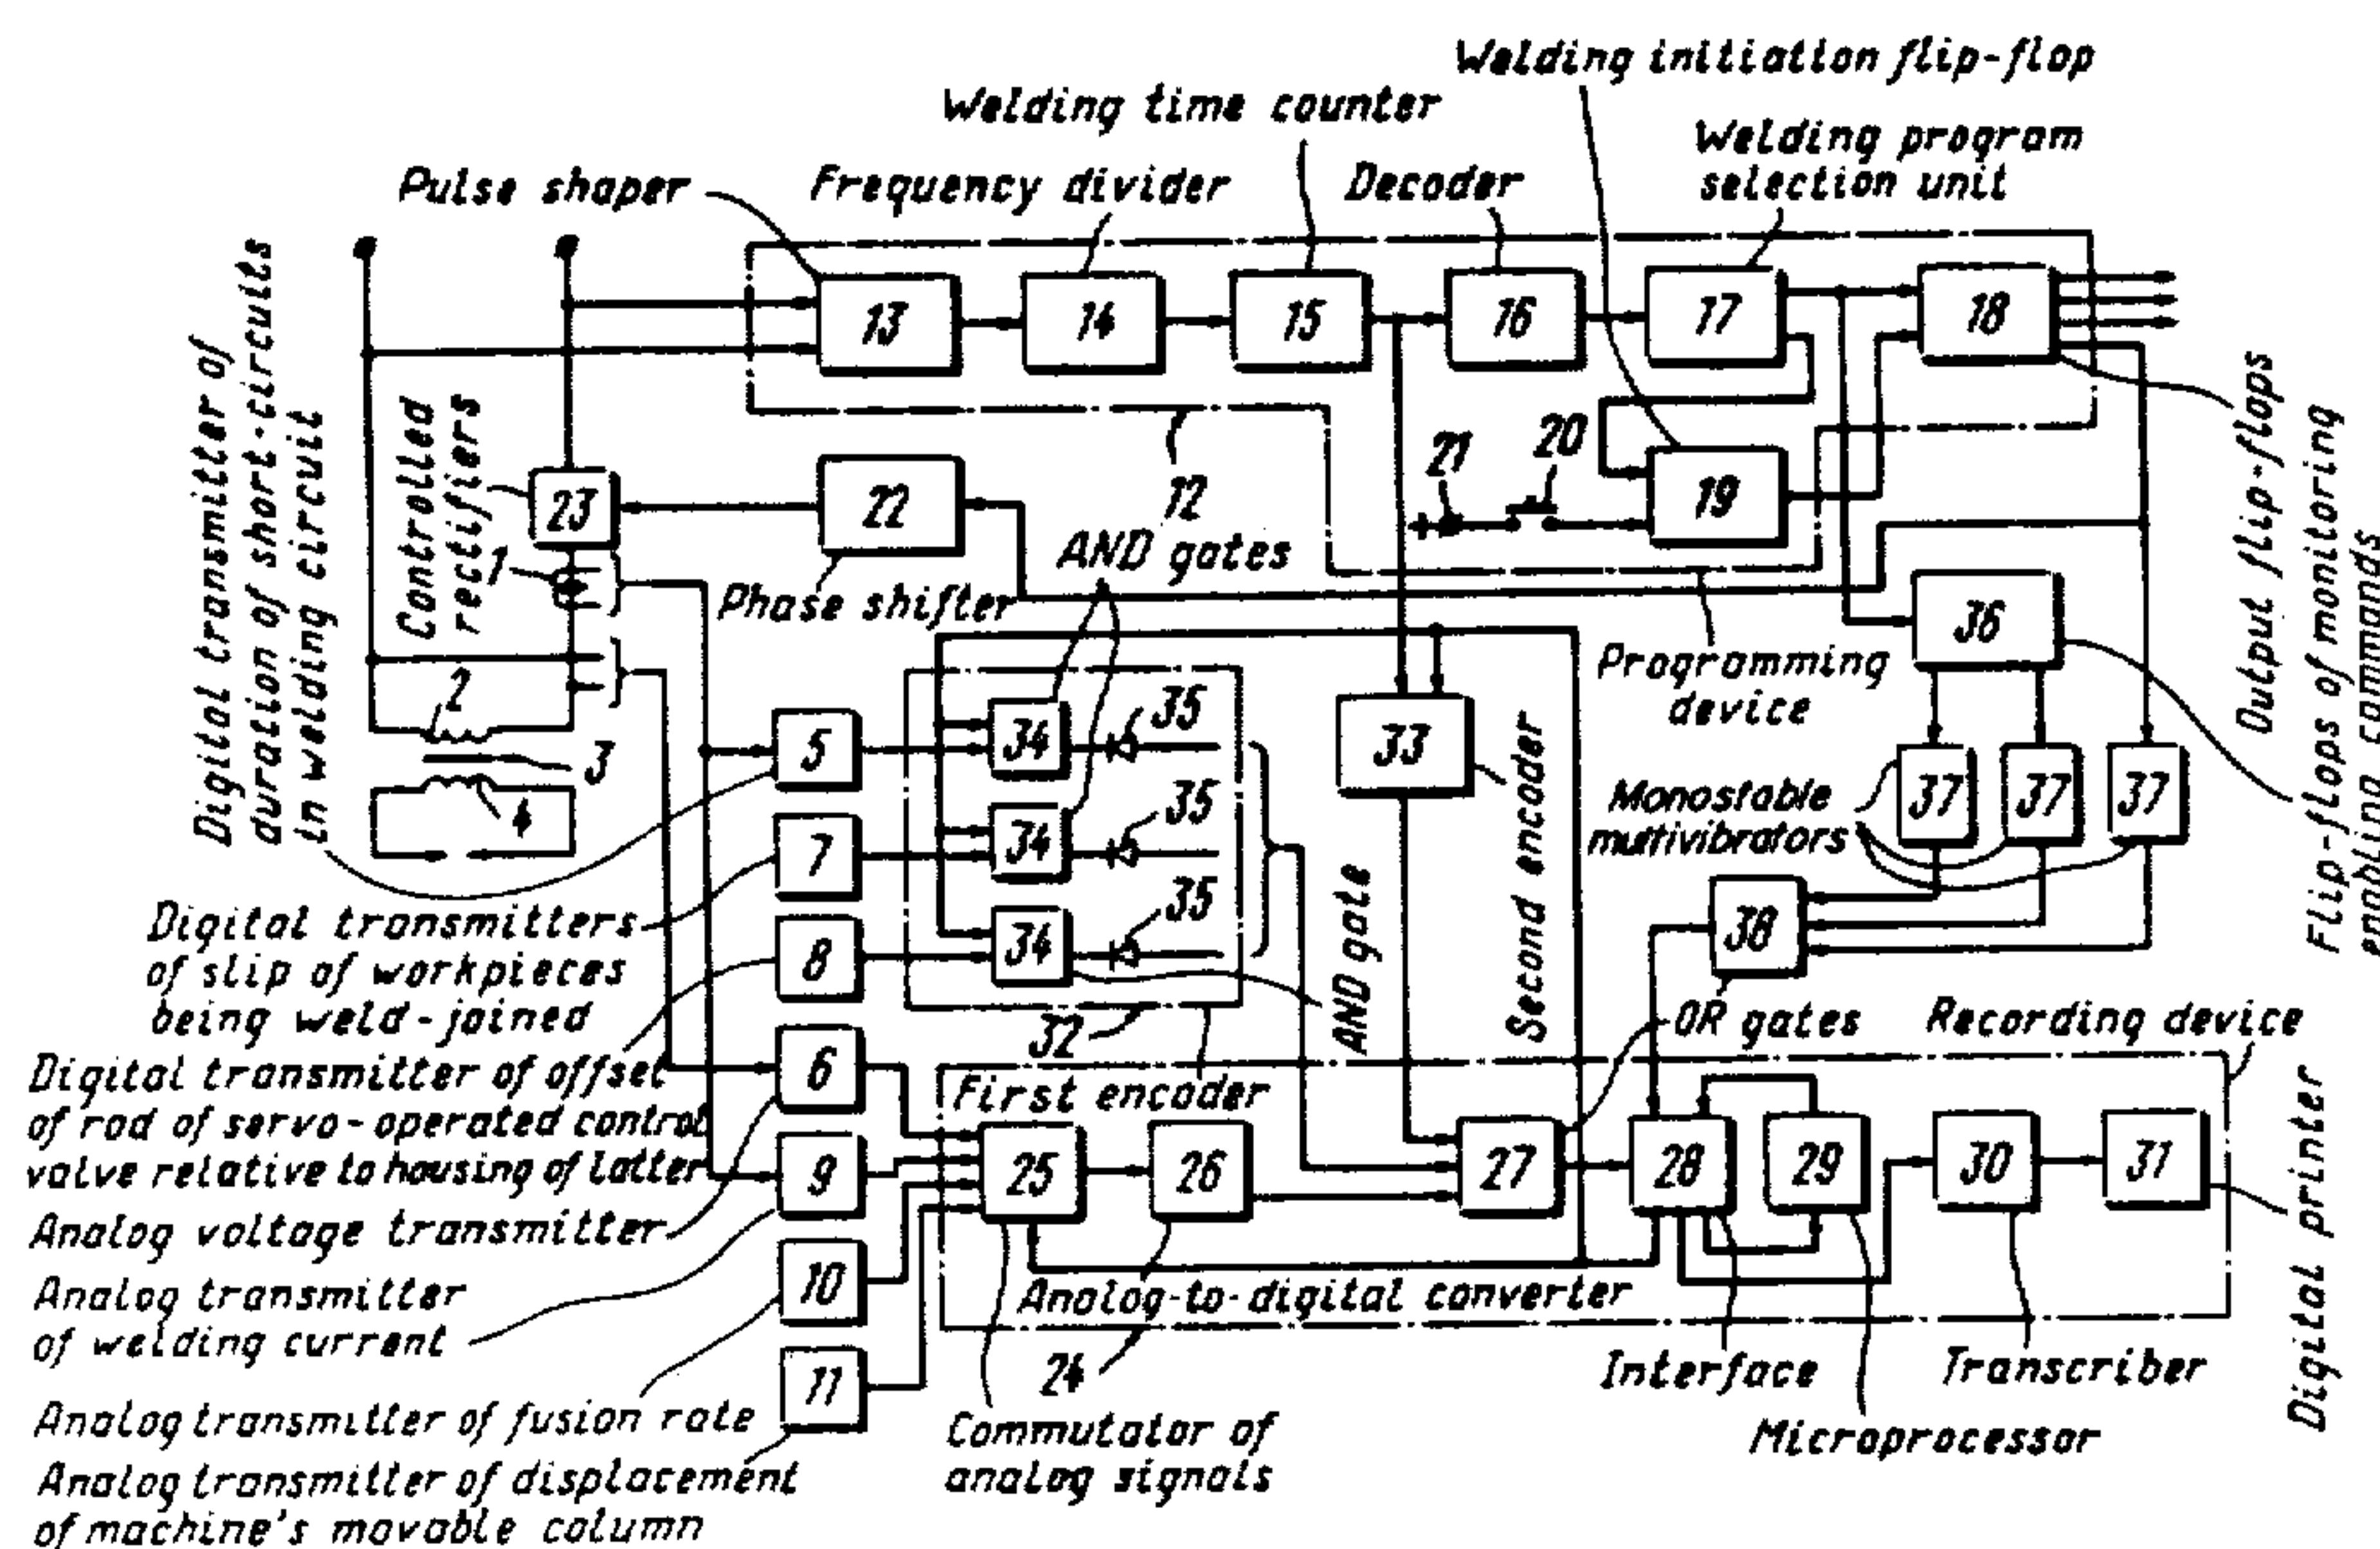 Welding initiation flip-flop
Welding time counter
Welding program
selection unit
Pulse shaper
Frequency divider
Decoder
Digital transmitter of
duration of short-circuits
in welding circuit
13
14
15
16
17
18
Controlled
rectifiers
23
22
12
21
20
19
1
AND gates
Phase shifter
Programming
device
36
Output flip-flops
Flip-flops of monitoring
enabling commands
2
3
4
5
34
35
33
Second encoder
Monostable
multivibrators
37
37
37
7
34
35
8
34
35
38
AND gate
Digital transmitters
of slip of workpieces
being weld-joined
32
OR gates
Recording device
Digital transmitter of offset
of rod of servo-operated control
valve relative to housing of latter
6
First encoder
9
25
26
27
28
29
30
31
Digital printer
Analog voltage transmitter
Analog transmitter
of welding current
10
Analog-to-digital converter
11
24
Interface
Transcriber
Analog transmitter of fusion rate
Commutator of
analog signals
Microprocessor
Analog transmitter of displacement
of machine's movable column